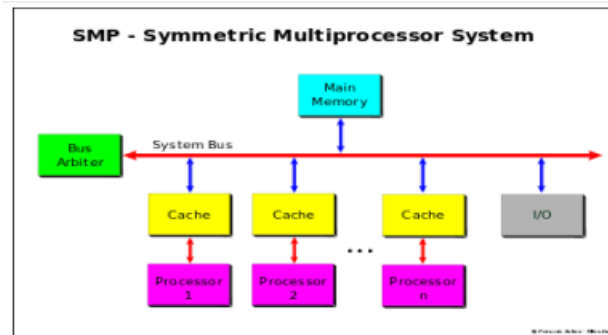 SMP - Symmetric Multiprocessor System
Main
Memory
System Bus
Bus
Arbiter
Cache
Cache
Cache
I/O
...
Processor
1
Processor
2
Processor
n